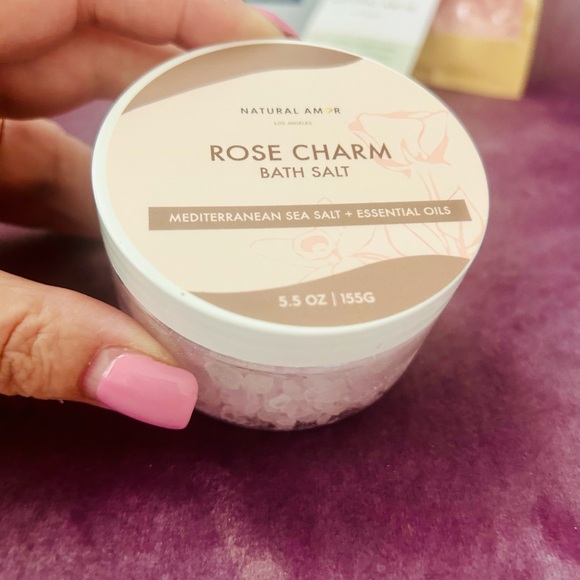 NATURAL AMOR
LOS ANGELES
ROSE CHARM
BATH SALT
MEDITERRANEAN SEA SALT + ESSENTIAL OILS
5.5 OZ | 155G